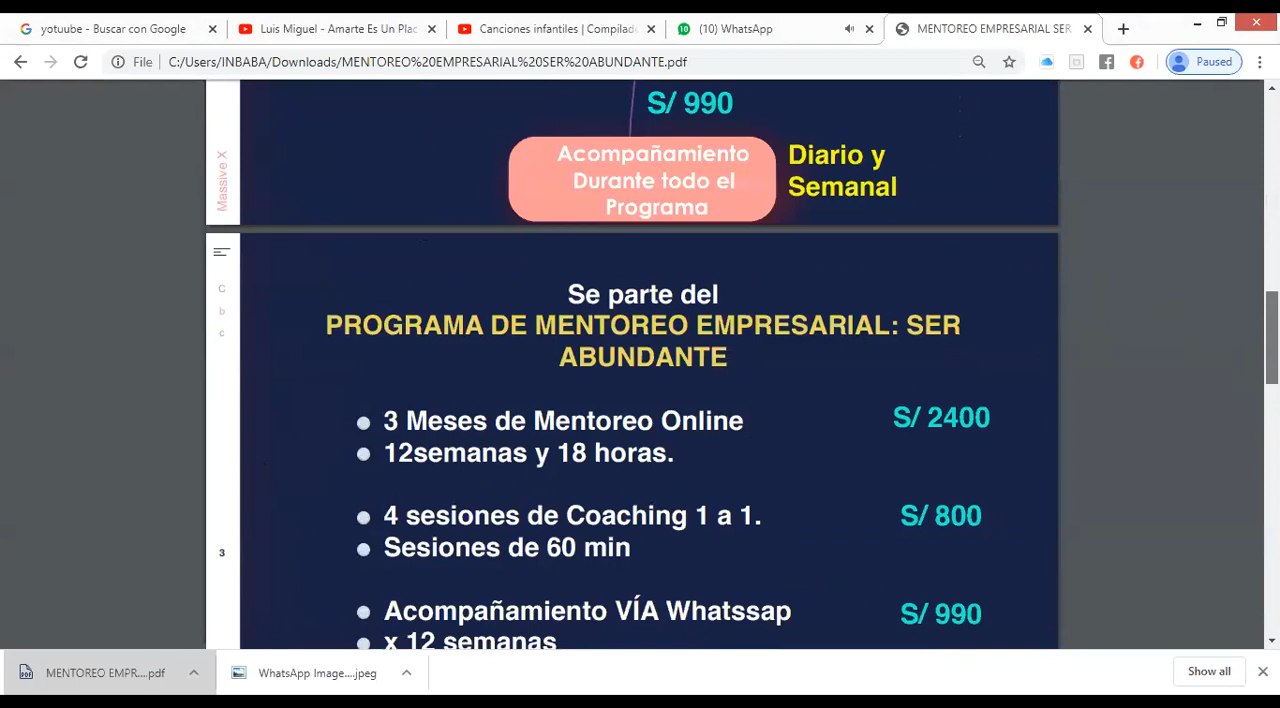 yotuube - Buscar con Google
Luis Miguel - Amarte Es Un Plac
Canciones infantiles | Compilado
(10) WhatsApp
MENTOREO EMPRESARIAL SER
File
C:/Users/INBABA/Downloads/MENTOREO%20EMPRESARIAL%20SER%20ABUNDANTE.pdf
Paused
S/ 990
Massive X
Acompañamiento
Durante todo el
Programa
Diario y
Semanal
C
b
c
Se parte del
PROGRAMA DE MENTOREO EMPRESARIAL: SER
ABUNDANTE
3 Meses de Mentoreo Online
S/ 2400
12semanas y 18 horas.
4 sesiones de Coaching 1 a 1.
S/ 800
Sesiones de 60 min
3
Acompañamiento VÍA Whatssap
S/ 990
x 12 semanas
MENTOREO EMPR....pdf
WhatsApp Image....jpeg
Show all